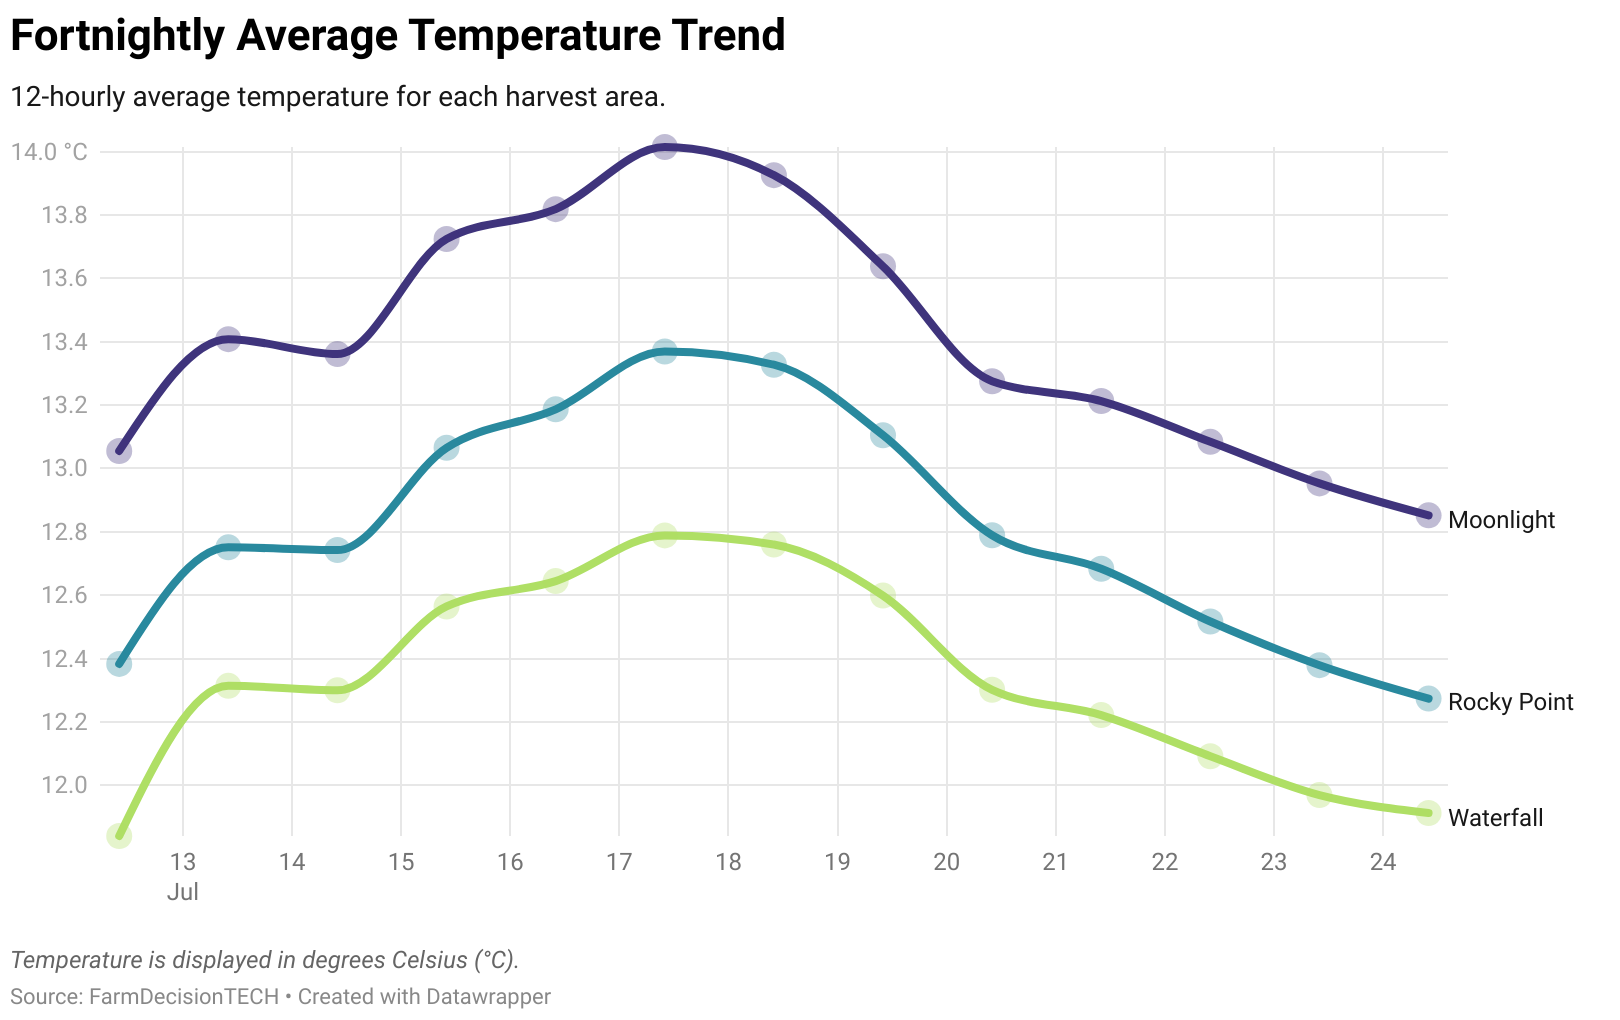 Fortnightly Average Temperature Trend
12-hourly average temperature for each harvest area.
14.0 °C
13.8
13.6
13.4
13.2
13.0
12.8
12.6
12.4
12.2
12.0
Moonlight
Rocky Point
Waterfall
13 14 15 16 17 18 19 20 21 22 23 24
Jul
Temperature is displayed in degrees Celsius (°C).
Source: FarmDecisionTECH • Created with Datawrapper